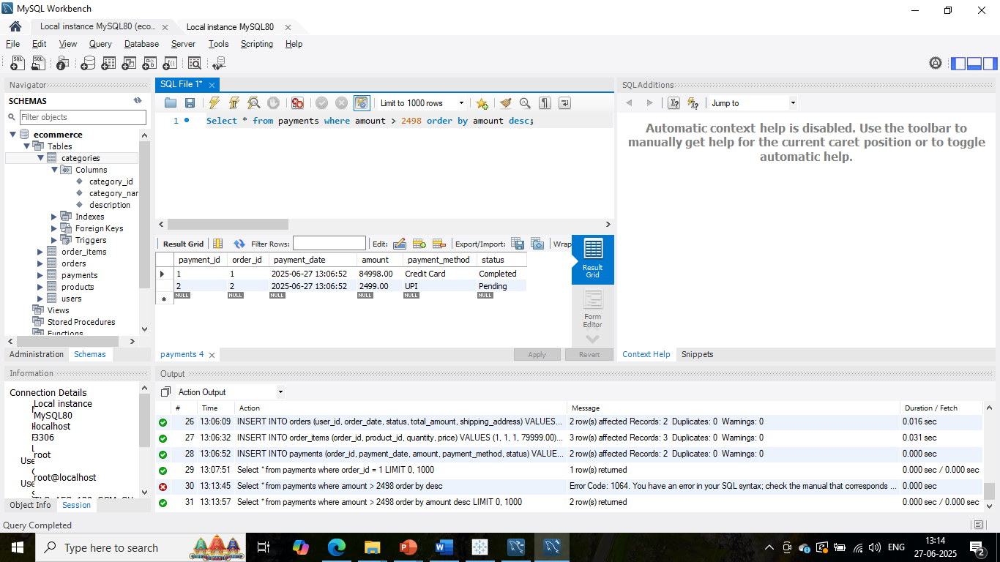 MySQL Workbench
Local instance MySQL80 (eco...
Local instance MySQL80
File Edit View Query Database Server Tools Scripting Help
Navigator
SCHEMAS
Filter objects
ecommerce
Tables
categories
Columns
category_id
category_nar
description
Indexes
Foreign Keys
Triggers
order_items
orders
payments
products
users
Views
Stored Procedures
Functions
Administration Schemas
Information
Connection Details
Local instance
MySQL80
localhost
3306
root
Use
root@localhost
Use
Object Info Session
Query Completed
SQL File 1*
Limit to 1000 rows
1 Select * from payments where amount > 2498 order by amount desc;
Result Grid Filter Rows: Edit: Export/Import: Wrap
payment_id order_id payment_date amount payment_method status
1 1 2025-06-27 13:06:52 84998.00 Credit Card Completed
2 2 2025-06-27 13:06:52 2499.00 UPI Pending
NULL NULL NULL NULL NULL NULL
Result Grid
Form Editor
payments 4 Apply Revert
SQLAdditions
Jump to
Automatic context help is disabled. Use the toolbar to
manually get help for the current caret position or to toggle
automatic help.
Context Help Snippets
Output
Action Output
# Time Action Message Duration / Fetch
26 13:06:09 INSERT INTO orders (user_id, order_date, status, total_amount, shipping_address) VALUES... 2 row(s) affected Records: 2 Duplicates: 0 Warnings: 0 0.016 sec
27 13:06:32 INSERT INTO order_items (order_id, product_id, quantity, price) VALUES (1, 1, 1, 79999.00)... 3 row(s) affected Records: 3 Duplicates: 0 Warnings: 0 0.031 sec
28 13:06:52 INSERT INTO payments (order_id, payment_date, amount, payment_method, status) VALUE... 2 row(s) affected Records: 2 Duplicates: 0 Warnings: 0 0.000 sec
29 13:07:51 Select * from payments where order_id = 1 LIMIT 0, 1000 1 row(s) returned 0.000 sec / 0.000 sec
30 13:13:45 Select * from payments where amount > 2498 order by desc Error Code: 1064. You have an error in your SQL syntax; check the manual that corresponds ... 0.000 sec
31 13:13:57 Select * from payments where amount > 2498 order by amount desc LIMIT 0, 1000 2 row(s) returned 0.000 sec / 0.000 sec
Type here to search
ENG
13:14
27-06-2025
2